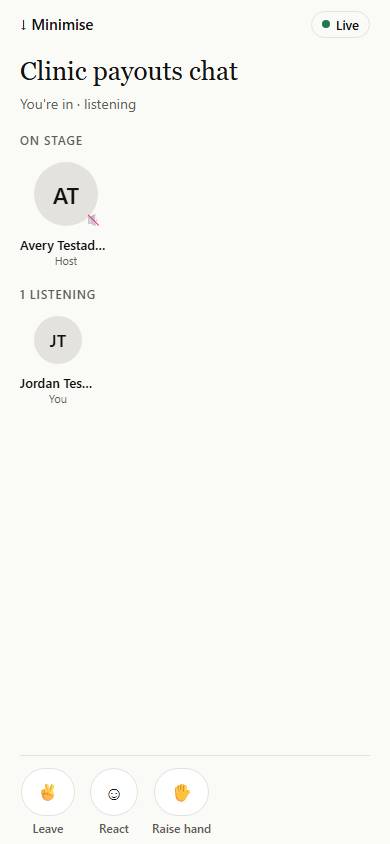 ↓ Minimise
Live
Clinic payouts chat
You're in · listening
ON STAGE
AT
Avery Testad...
Host
1 LISTENING
JT
Jordan Tes...
You
Leave
React
Raise hand